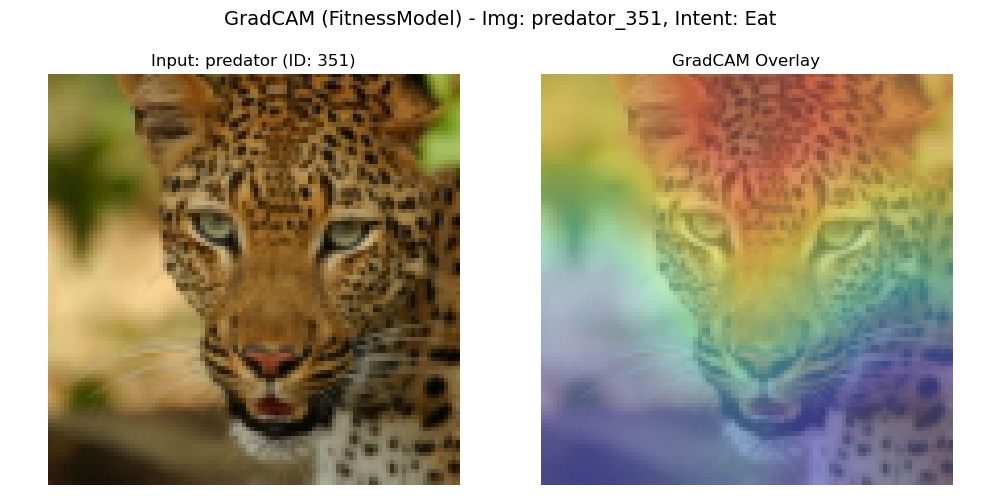 GradCAM (FitnessModel) - Img: predator_351, Intent: Eat
Input: predator (ID: 351)
GradCAM Overlay